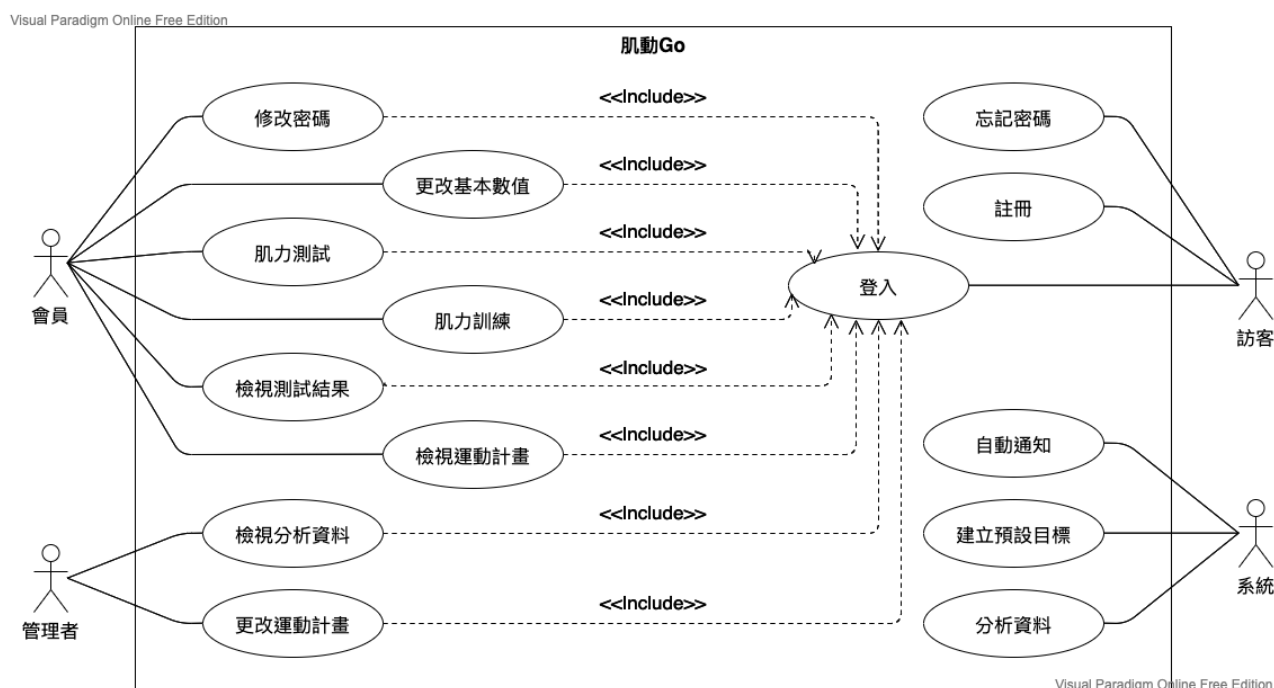 Visual Paradigm Online Free Edition
肌動Go
修改密碼
<<Include>>
忘記密碼
更改基本數值
<<Include>>
註冊
肌力測試
<<Include>>
登入
會員
肌力訓練
<<Include>>
訪客
檢視測試結果
<<Include>>
檢視運動計畫
<<Include>>
自動通知
檢視分析資料
<<Include>>
建立預設目標
系統
管理者
更改運動計畫
<<Include>>
分析資料
Visual Paradigm Online Free Edition